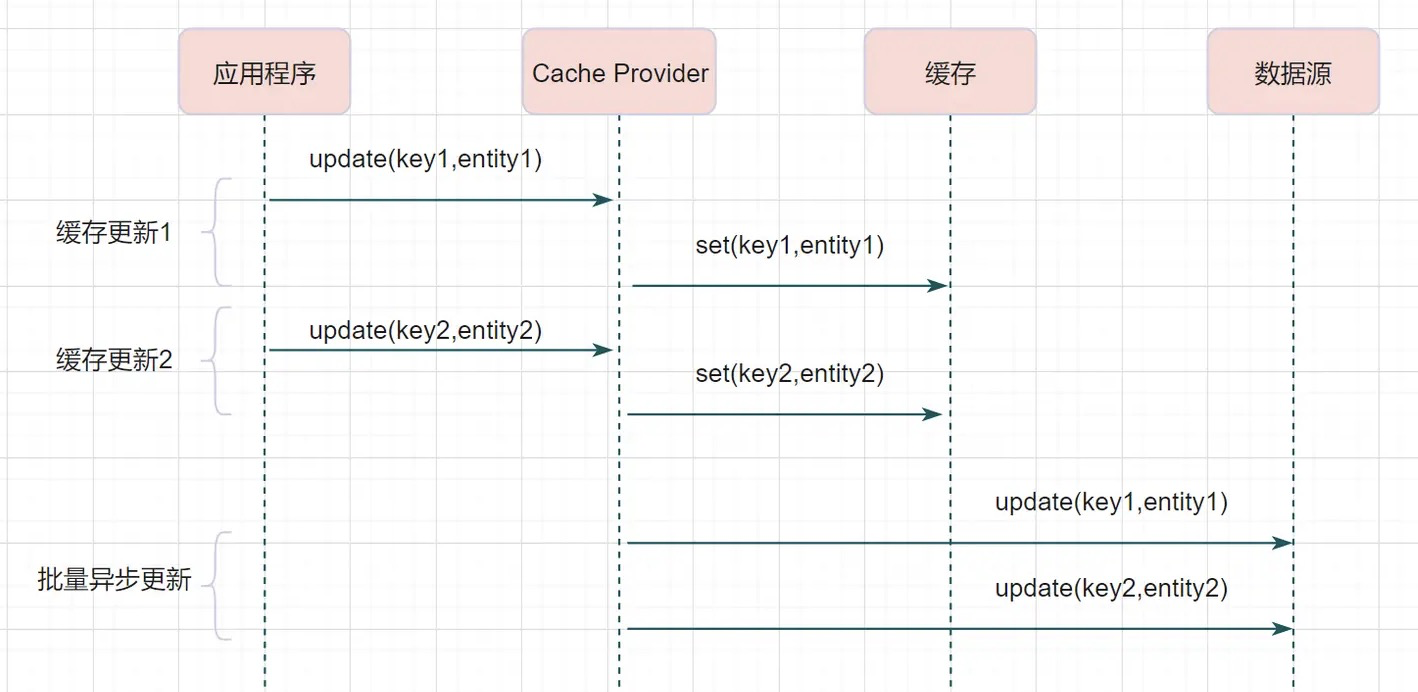 应用程序
Cache Provider
缓存
数据源
update(key1,entity1)
缓存更新1
set(key1,entity1)
update(key2,entity2)
缓存更新2
set(key2,entity2)
update(key1,entity1)
批量异步更新
update(key2,entity2)